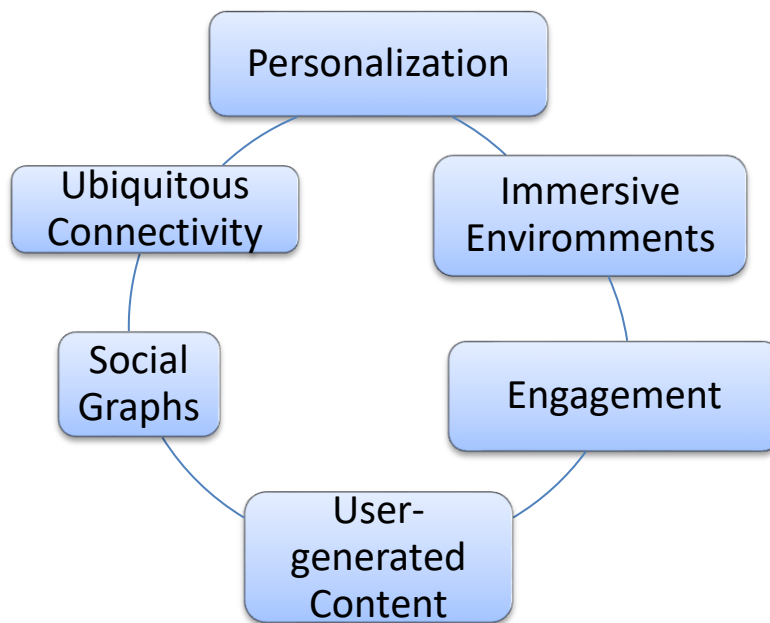 Personalization
Ubiquitous
Connectivity
Immersive
Enviromments
Social
Graphs
Engagement
User-
generated
Content